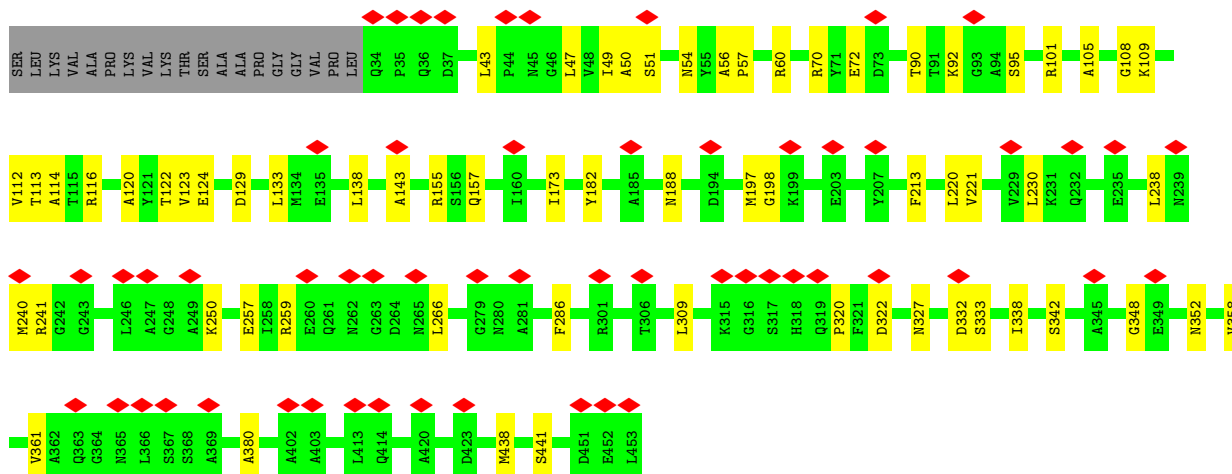 SER LEU LYS VAL ALA PRO LYS VAL LYS THR SER ALA ALA PRO GLY GLY VAL PRO LEU Q34 P35 Q36 D37 L43 P44 N45 G46 L47 V48 I49 A50 S51 N54 Y55 A56 P57 R60 R70 Y71 E72 D73 T90 T91 K92 G93 A94 S95 R101 A105 G108 K109
V112 T113 A114 T115 R116 A120 Y121 T122 V123 E124 D129 L133 M134 E135 L138 A143 R155 S156 Q157 I160 I173 Y182 A185 N188 D194 M197 G198 K199 E203 Y207 F213 L220 V221 V229 L230 K231 Q232 E235 L238 N239
M240 R241 G242 G243 L246 A247 G248 A249 K250 E257 I258 R259 E260 Q261 N262 G263 D264 N265 L266 G279 N280 A281 F286 R301 T306 L309 K315 G316 S317 H318 Q319 P320 F321 D322 N327 D332 S333 I338 S342 A345 G348 E349 N352
V361 A362 Q363 G364 N365 L366 S367 S368 A369 A380 A402 A403 L413 Q414 A420 D423 M438 S441 D451 E452 L453